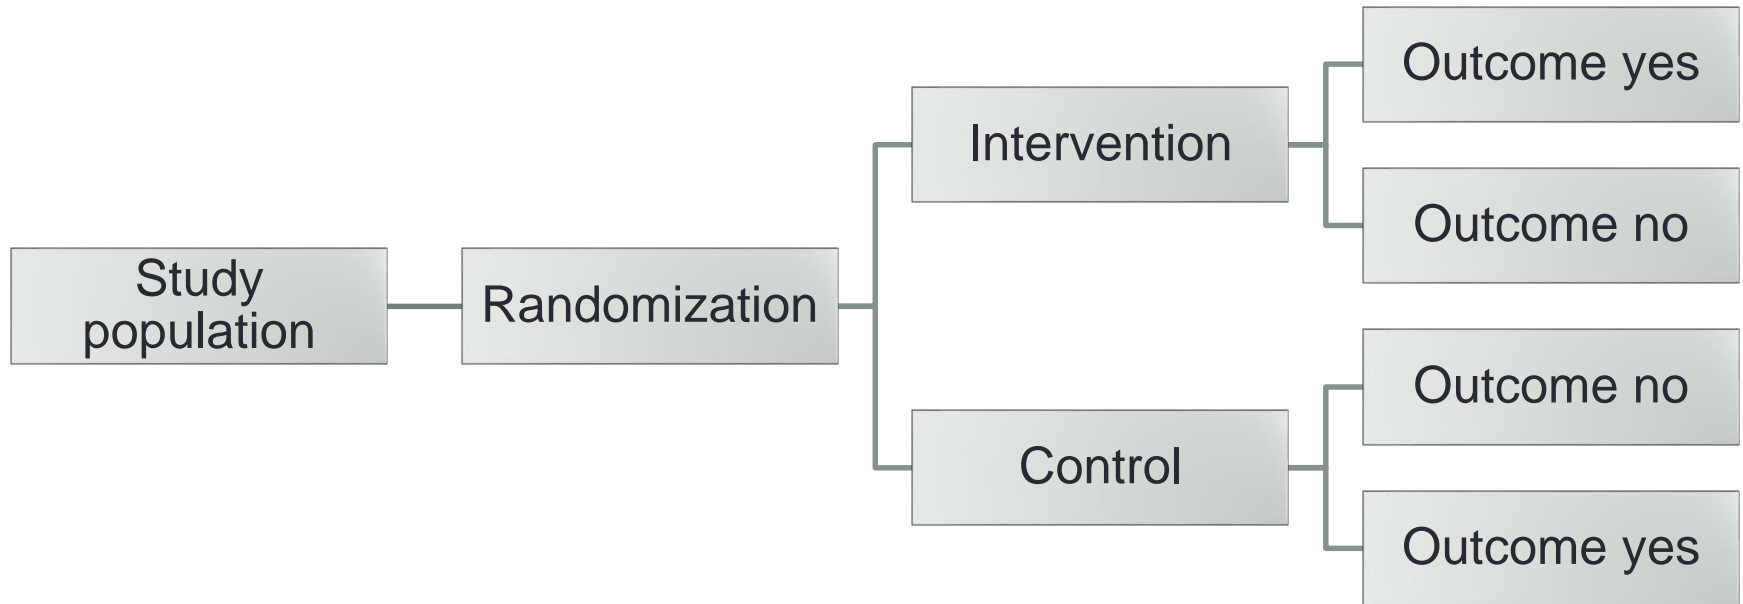 Study
population
Randomization
Intervention
Control
Outcome yes
Outcome no
Outcome no
Outcome yes